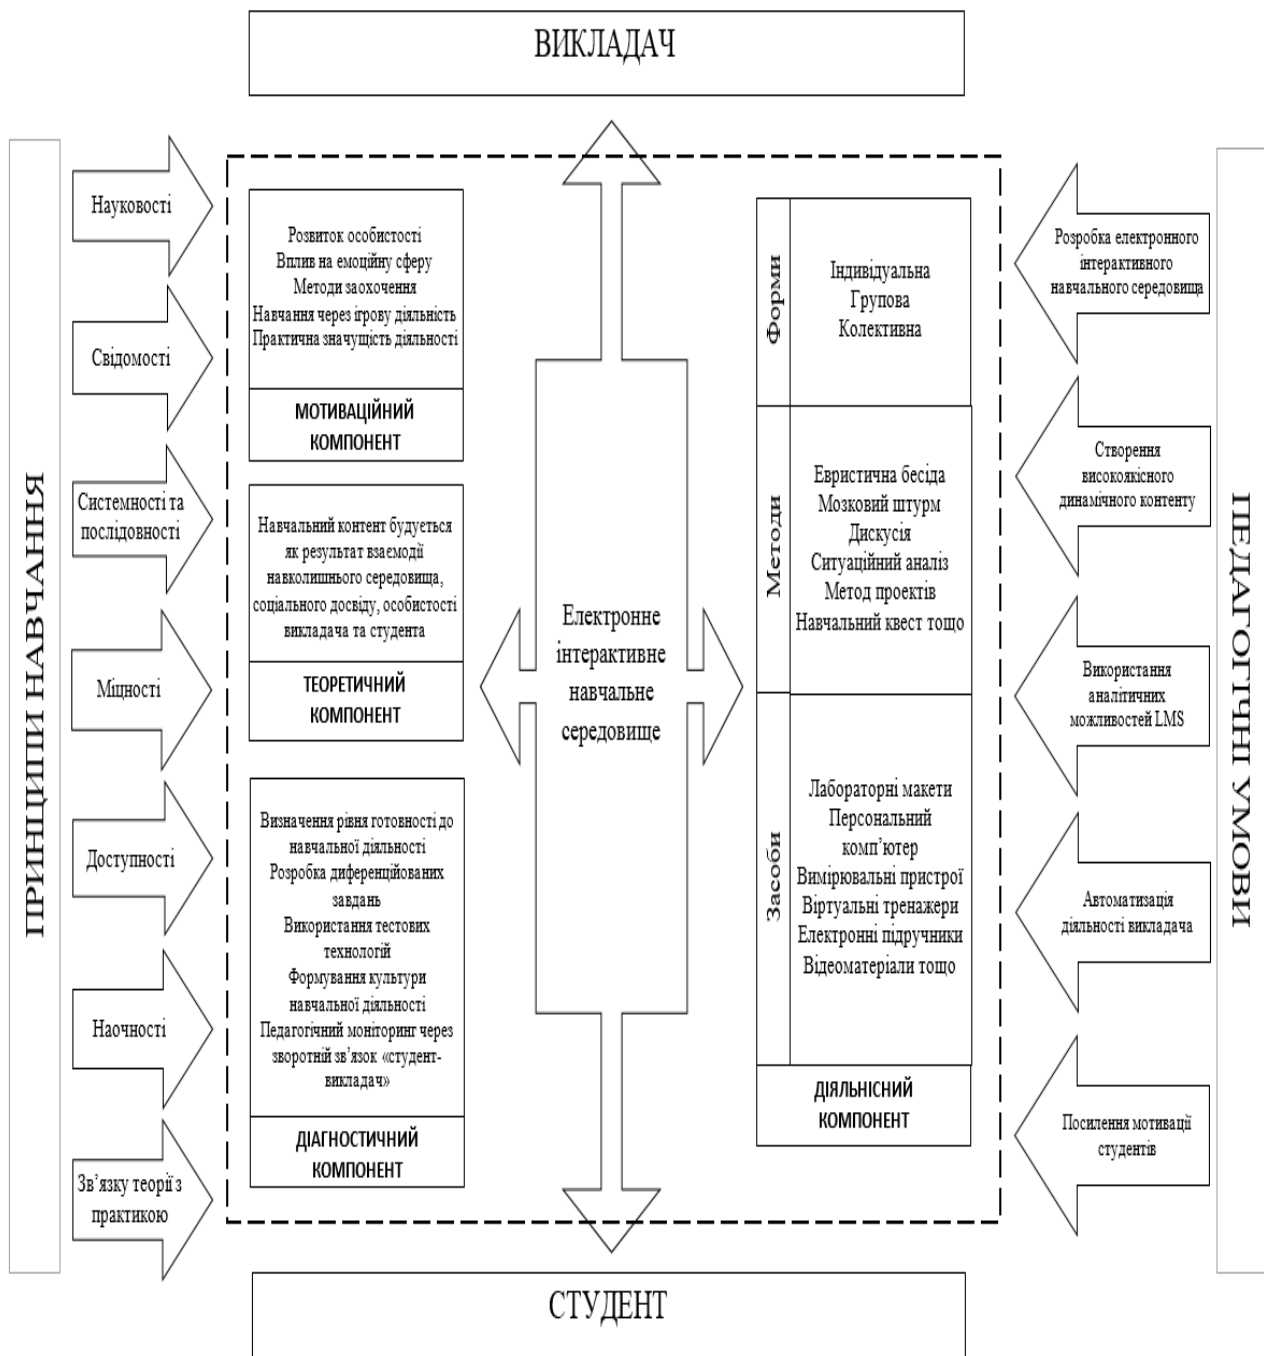 ВИКЛАДАЧ
ПРИНЦИПИ НАВЧАННЯ
Науковості
Свідомості
Системності та
послідовності
Міцності
Доступності
Наочності
Зв’язку теорії з
практикою
Розвиток особистості
Вплив на емоційну сферу
Методи заохочення
Навчання через ігрову діяльність
Практична значущість діяльності
МОТИВАЦІЙНИЙ
КОМПОНЕНТ
Навчальний контент будується
як результат взаємодії
навколишнього середовища,
соціального досвіду, особистості
викладача та студента
ТЕОРЕТИЧНИЙ
КОМПОНЕНТ
Визначення рівня готовності до
навчальної діяльності
Розробка диференційованих
завдань
Використання тестових
технологій
Формування культури
навчальної діяльності
Педагогічний моніторинг через
зворотній зв’язок «студент-
викладач»
ДІАГНОСТИЧНИЙ
КОМПОНЕНТ
Електронне
інтерактивне
навчальне
середовище
Форми
Індивідуальна
Групова
Колективна
Методи
Евристична бесіда
Мозковий штурм
Дискусія
Ситуаційний аналіз
Метод проектів
Навчальний квест тощо
Засоби
Лабораторні макети
Персональний
комп’ютер
Вимірювальні пристрої
Віртуальні тренажери
Електронні підручники
Відеоматеріали тощо
ДІЯЛЬНІСНИЙ
КОМПОНЕНТ
Розробка електронного
інтерактивного
навчального середовища
Створення
високоякісного
динамічного контенту
Використання
аналітичних
можливостей LMS
Автоматизація
діяльності викладача
Посилення мотивації
студентів
ПЕДАГОГІЧНІ УМОВИ
СТУДЕНТ